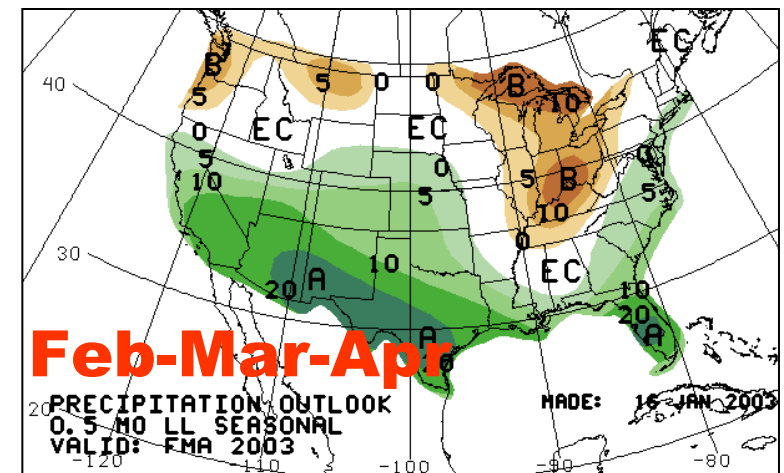 EC
B
40
5
0
0
B
10
5
0
EC
EC
5
10
0
5
5
B
10
0
5
0
30
20
A
10
EC
10
20
A
A
Feb-Mar-Apr
20
PRECIPITATION OUTLOOK
0.5 MO LL SEASONAL
VALID: FMA 2003
MADE: 16 JAN 2003
-120
-110
-100
-90
-80